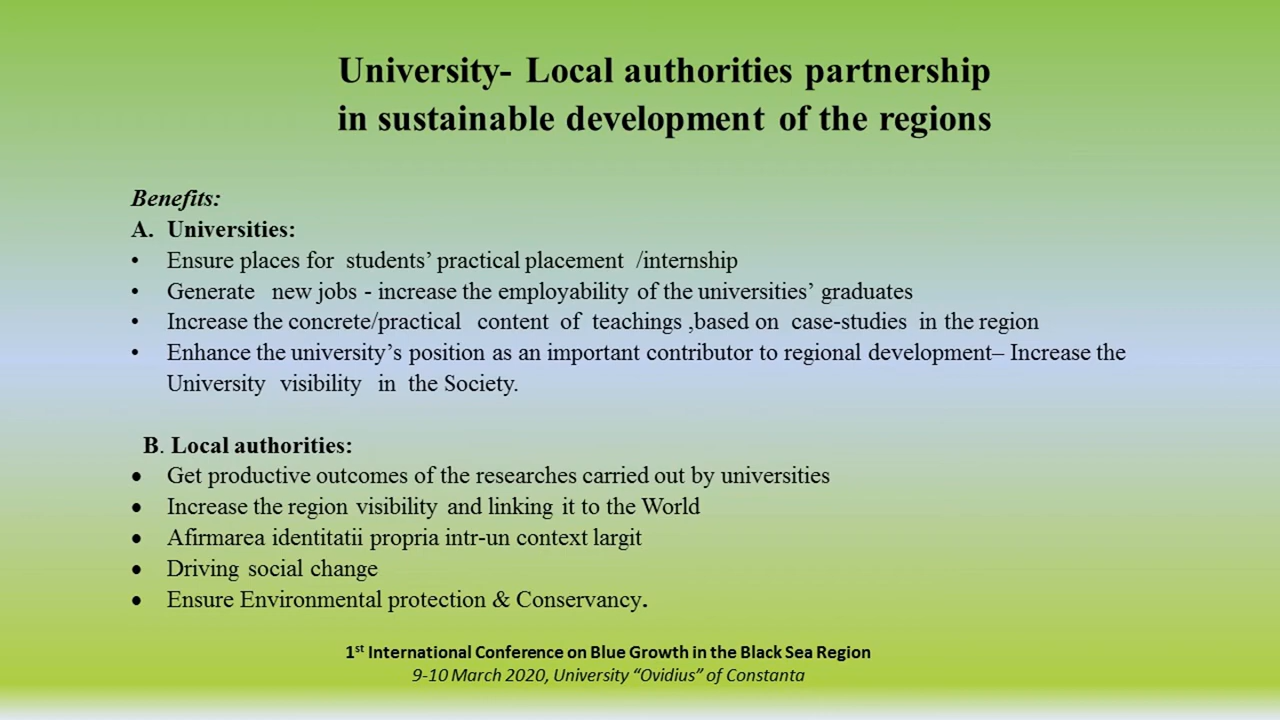 University- Local authorities partnership
in sustainable development of the regions
Benefits:
A. Universities:
• Ensure places for students’ practical placement /internship
• Generate new jobs - increase the employability of the universities’ graduates
• Increase the concrete/practical content of teachings ,based on case-studies in the region
• Enhance the university’s position as an important contributor to regional development– Increase the
University visibility in the Society.
B. Local authorities:
• Get productive outcomes of the researches carried out by universities
• Increase the region visibility and linking it to the World
• Afirmarea identitatii propria intr-un context largit
• Driving social change
• Ensure Environmental protection & Conservancy.
1st International Conference on Blue Growth in the Black Sea Region
9-10 March 2020, University “Ovidius” of Constanta